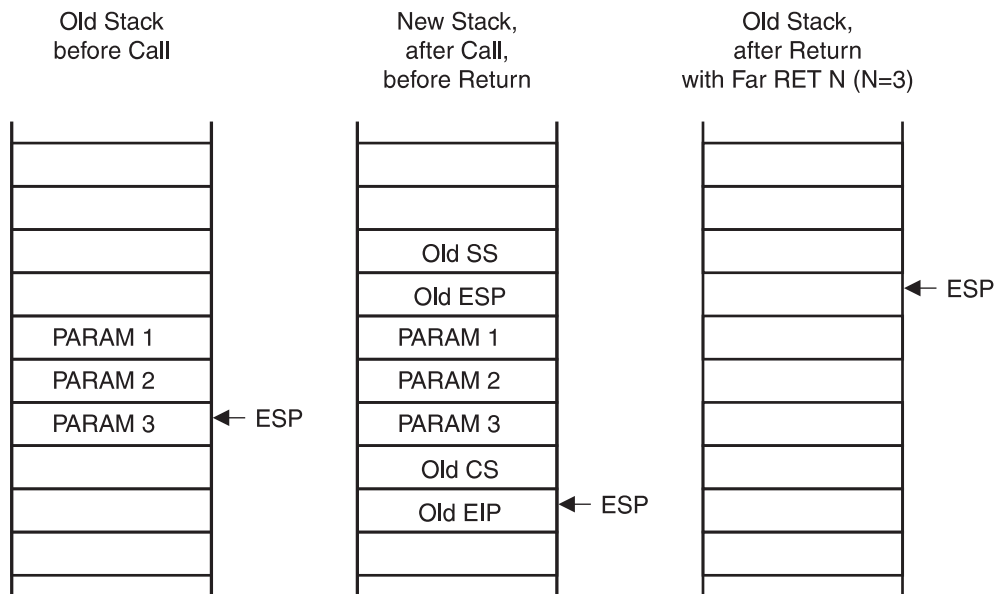 Old Stack
before Call
New Stack,
after Call,
before Return
Old Stack,
after Return
with Far RET N (N=3)
PARAM 1
PARAM 2
PARAM 3
ESP
Old SS
Old ESP
PARAM 1
PARAM 2
PARAM 3
Old CS
Old EIP
ESP
ESP